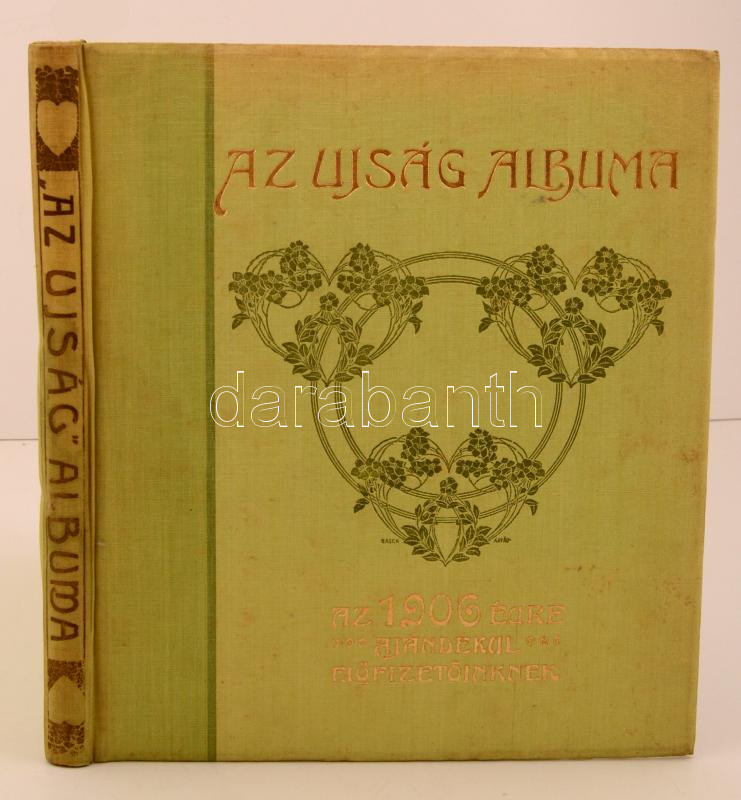 „AZ UJSÁG” ALBUMA
AZ UJSÁG ALBUMA
darabanth
AZ 1906 ÉVRE
AJÁNDÉKUL
ELŐFIZETŐINKNEK